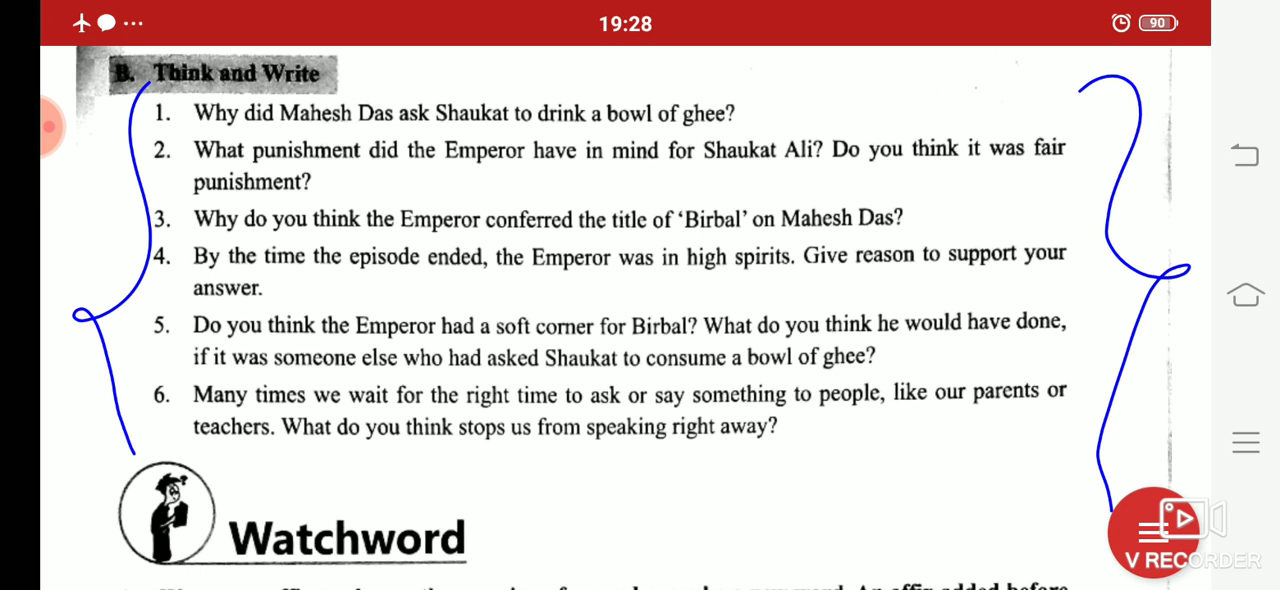 19:28
90
B. Think and Write
1. Why did Mahesh Das ask Shaukat to drink a bowl of ghee?
2. What punishment did the Emperor have in mind for Shaukat Ali? Do you think it was fair
punishment?
3. Why do you think the Emperor conferred the title of ‘Birbal’ on Mahesh Das?
4. By the time the episode ended, the Emperor was in high spirits. Give reason to support your
answer.
5. Do you think the Emperor had a soft corner for Birbal? What do you think he would have done,
if it was someone else who had asked Shaukat to consume a bowl of ghee?
6. Many times we wait for the right time to ask or say something to people, like our parents or
teachers. What do you think stops us from speaking right away?
Watchword
V RECORDER